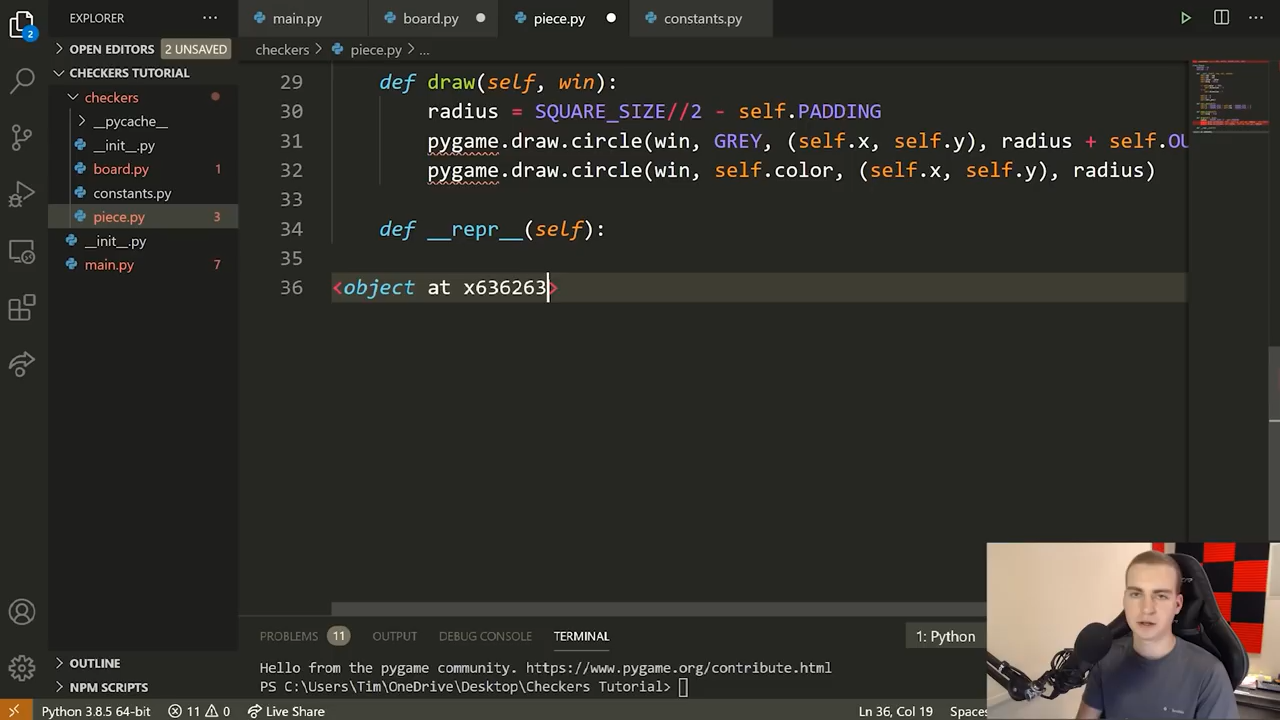 EXPLORER
main.py
board.py
piece.py
constants.py
OPEN EDITORS 2 UNSAVED
CHECKERS TUTORIAL
checkers
__pycache__
__init__.py
board.py 1
constants.py
piece.py 3
__init__.py
main.py 7
OUTLINE
NPM SCRIPTS
checkers > piece.py > ...
29 def draw(self, win):
30 radius = SQUARE_SIZE//2 - self.PADDING
31 pygame.draw.circle(win, GREY, (self.x, self.y), radius + self.OU
32 pygame.draw.circle(win, self.color, (self.x, self.y), radius)
33
34 def __repr__(self):
35
36 <object at x636263>
PROBLEMS 11 OUTPUT DEBUG CONSOLE TERMINAL 1: Python
Hello from the pygame community. https://www.pygame.org/contribute.html
PS C:\Users\Tim\OneDrive\Desktop\Checkers Tutorial>
2
Python 3.8.5 64-bit 11 0 Live Share Ln 36, Col 19 Spaces